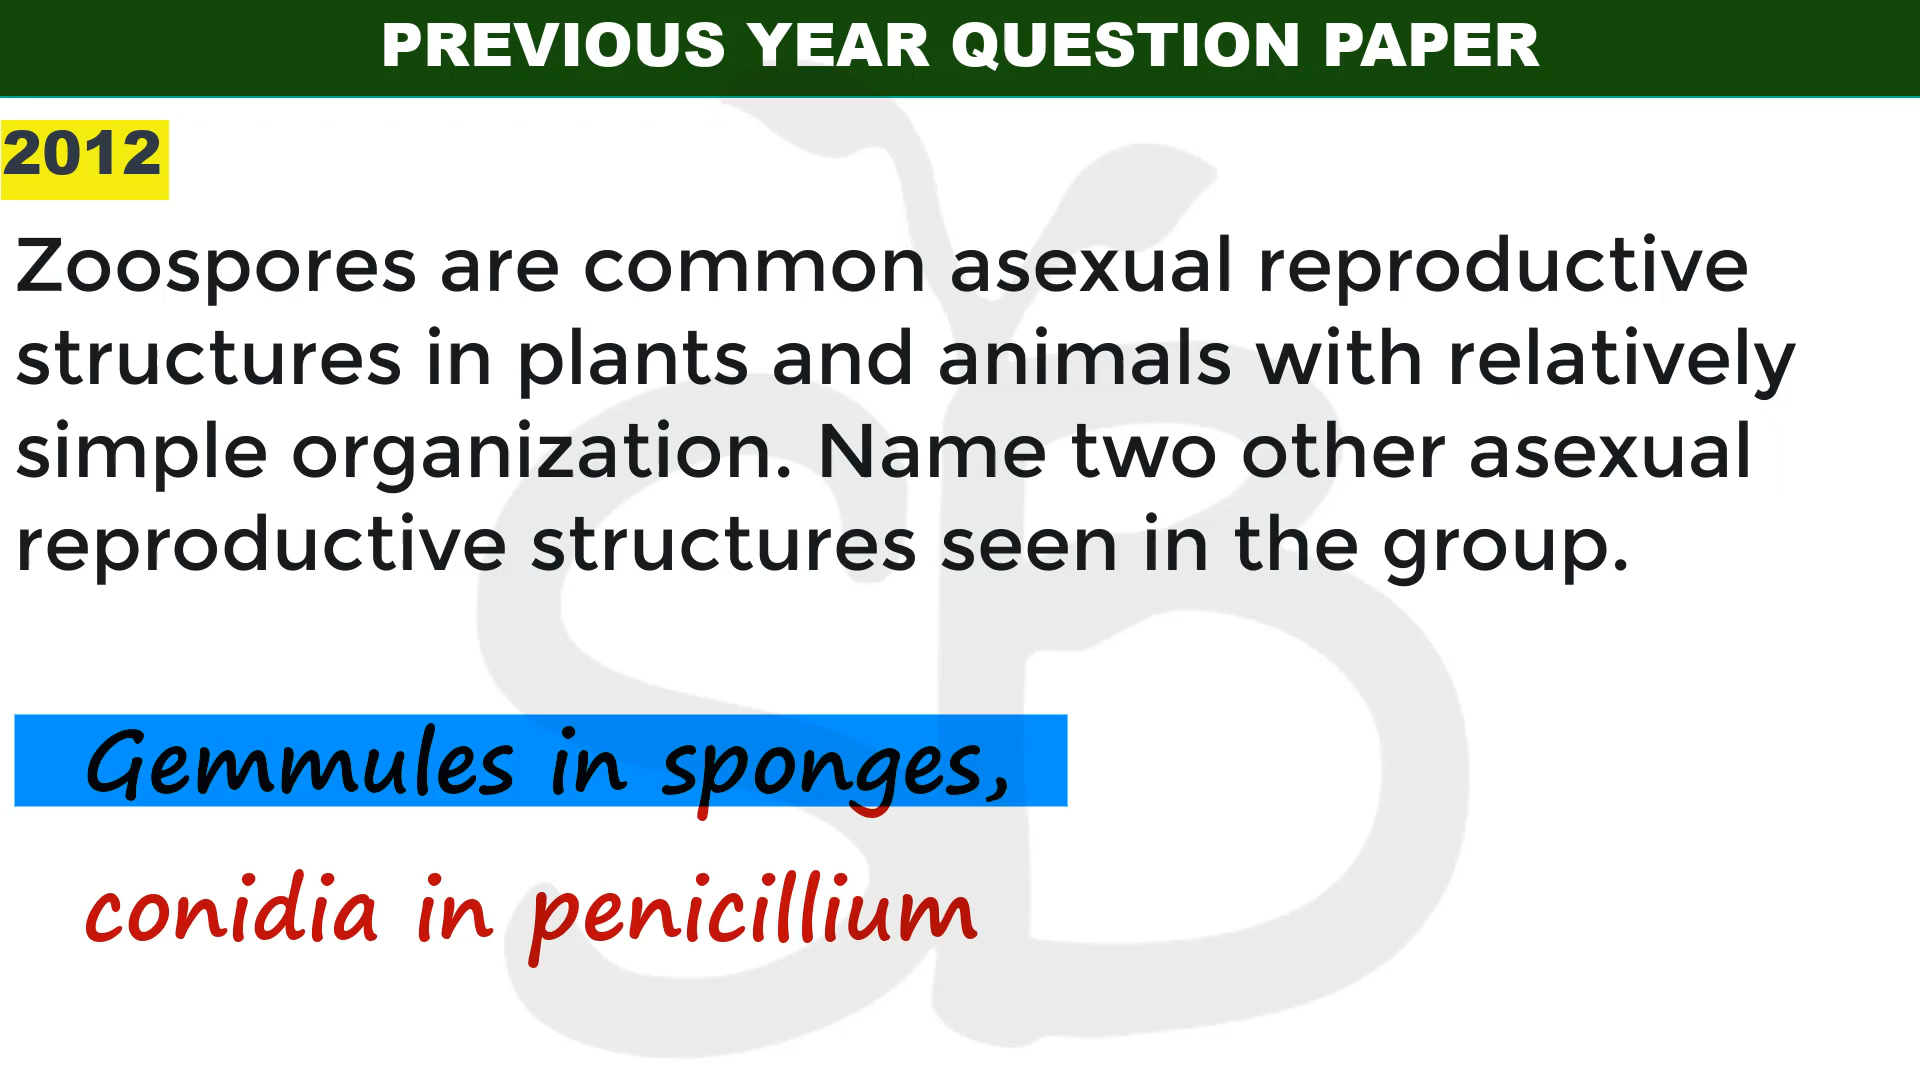 PREVIOUS YEAR QUESTION PAPER
2012
Zoospores are common asexual reproductive
structures in plants and animals with relatively
simple organization. Name two other asexual
reproductive structures seen in the group.
Gemmules in sponges,
conidia in penicillium
SB